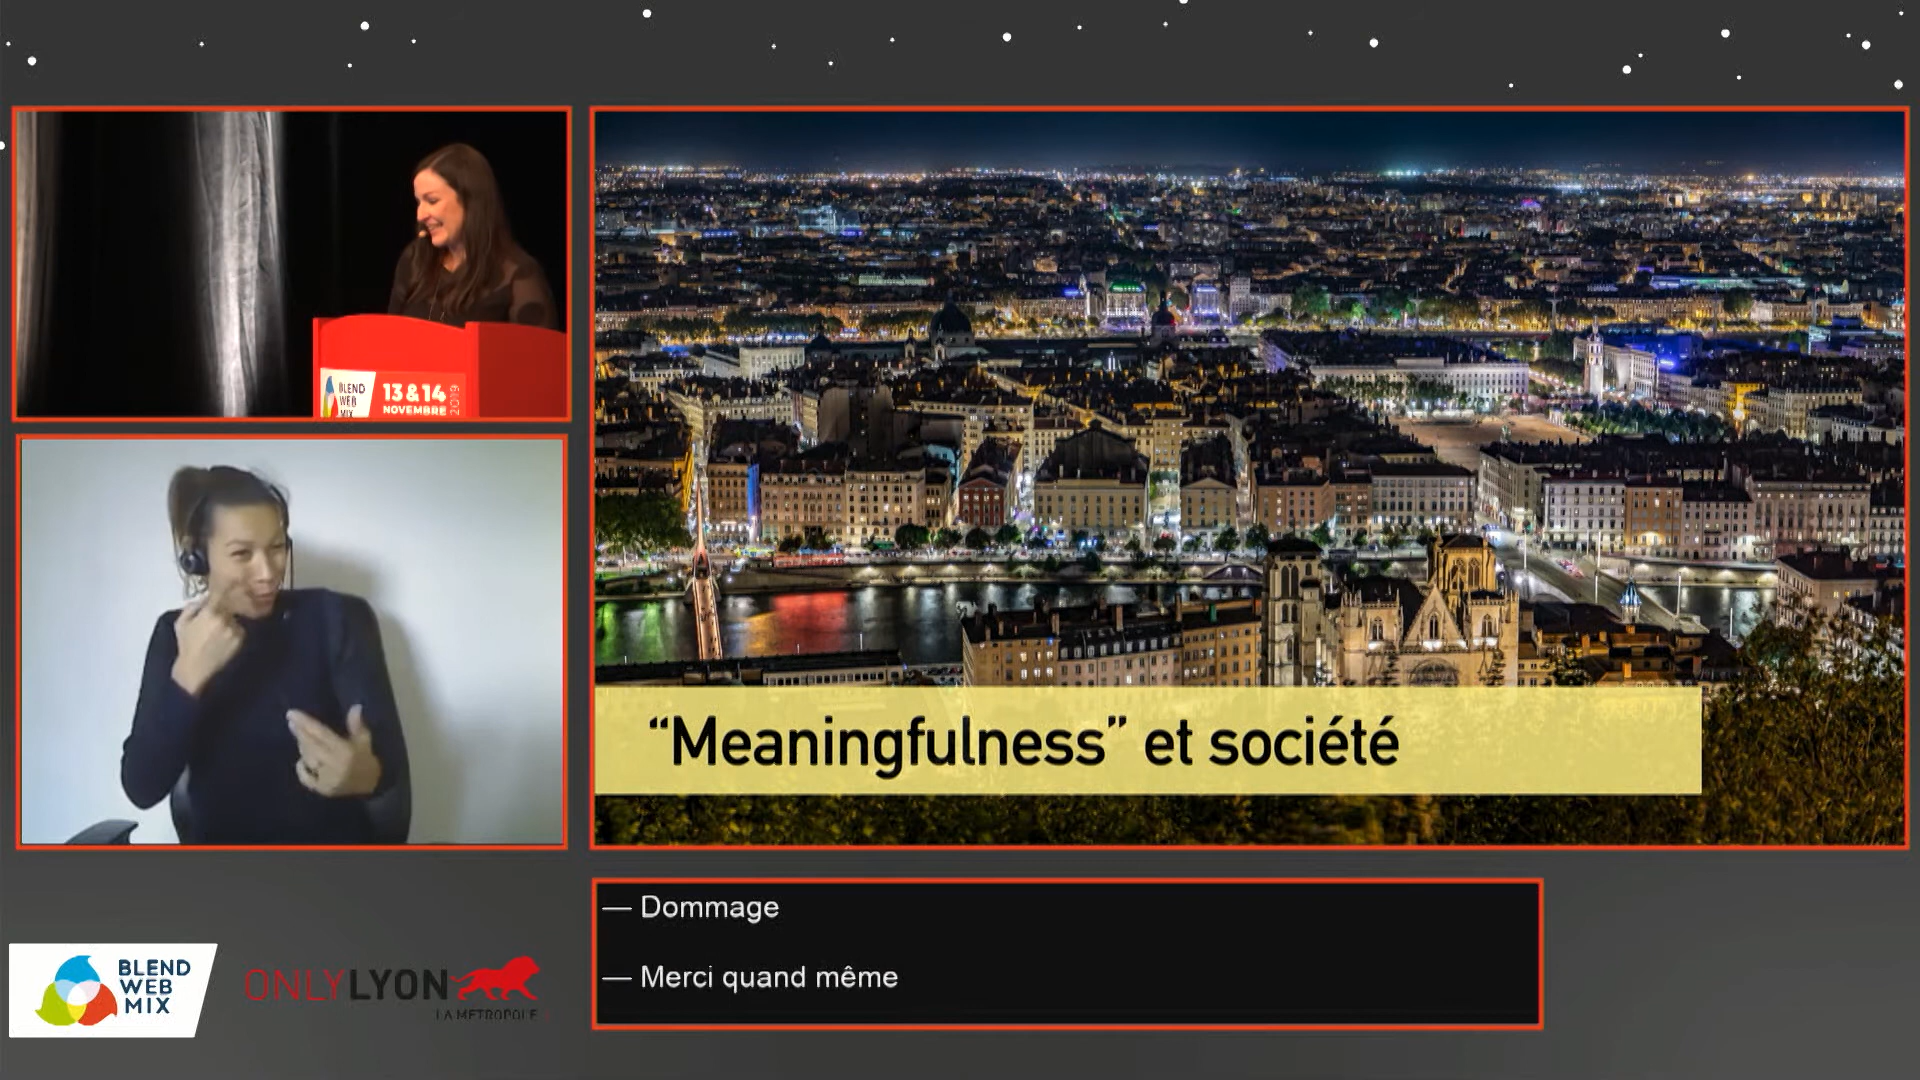 BLEND
WEB
MIX
13 & 14
NOVEMBRE
2019
“Meaningfulness” et société
— Dommage
— Merci quand même
BLEND
WEB
MIX
ONLYLYON
LA METROPOLE